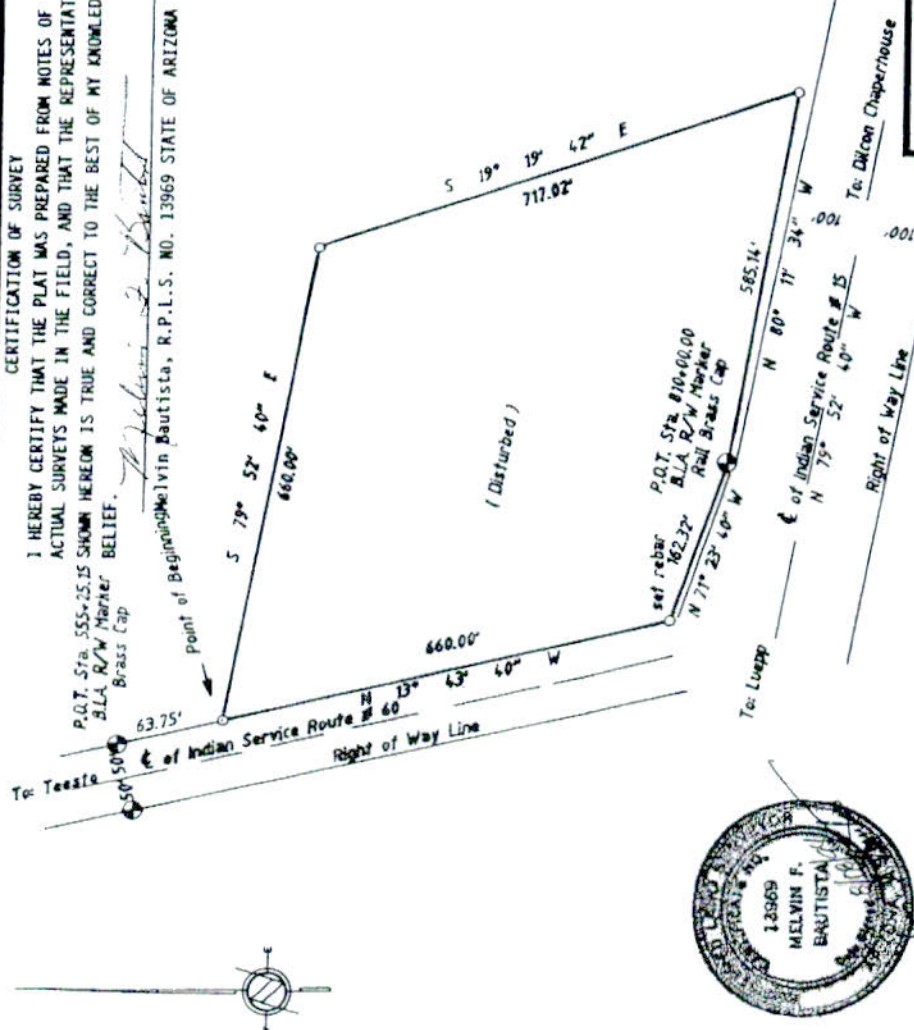 CERTIFICATION OF SURVEY
I HEREBY CERTIFY THAT THE PLAT WAS PREPARED FROM NOTES OF
ACTUAL SURVEYS MADE IN THE FIELD, AND THAT THE REPRESENTAT
SHOWN HEREON IS TRUE AND CORRECT TO THE BEST OF MY KNOWLED
BELIEF.
Melvin Bautista, R.P.L.S. NO. 13969 STATE OF ARIZONA
P.O.T. Sta. 555+25.15
B.I.A. R/W Marker
Brass Cap
Point of Beginning
63.75'
To: Teesto
50' 50'
℄ of Indian Service Route # 60
Right of Way Line
S 79° 52' 40" E
660.00'
S 19° 19' 42" E
717.02'
660.00'
N 13° 43' 40" W
( Disturbed )
P.O.T. Sta. 810+00.00
B.I.A. R/W Marker
Rail Brass Cap
set rebar
162.32'
N 71° 23' 40" W
585.14'
N 80° 11' 34" W
100'
100'
To: Dilcon Chaperhouse
℄ of Indian Service Route # 15
N 79° 52' 40" W
To: Luepp
Right of Way Line
13969
MELVIN F.
BAUTISTA